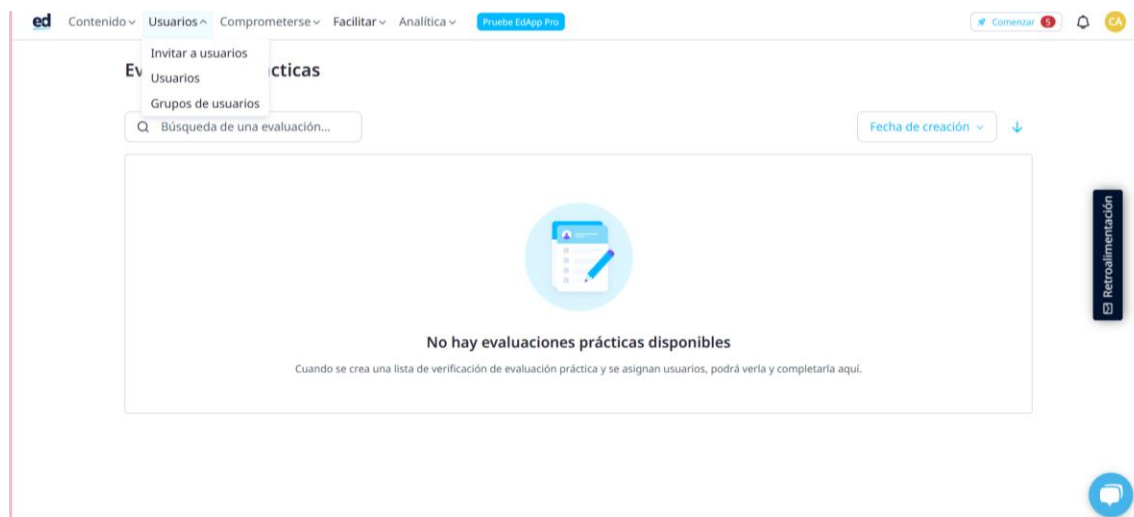 ed Contenido Usuarios Comprometerse Facilitar Analítica Pruebe EdApp Pro Comenzar 5 CA
Invitar a usuarios
Usuarios
Grupos de usuarios
Ev cticas
Búsqueda de una evaluación...
Fecha de creación
Retroalimentación
No hay evaluaciones prácticas disponibles
Cuando se crea una lista de verificación de evaluación práctica y se asignan usuarios, podrá verla y completarla aquí.